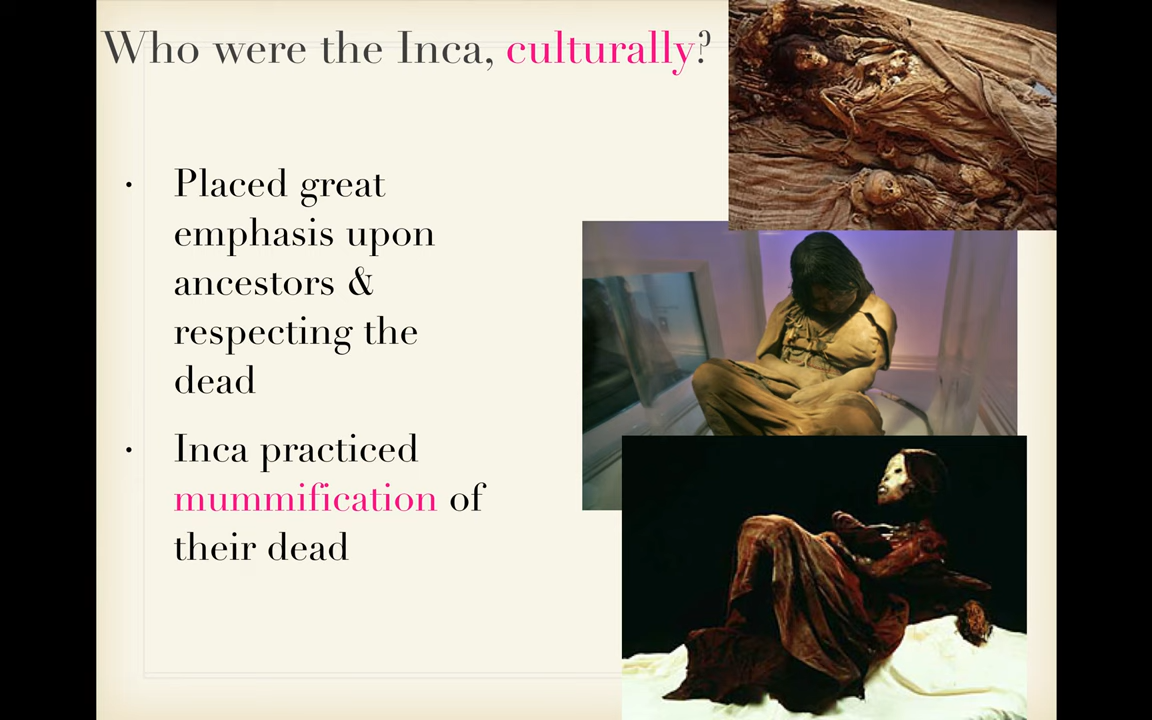 Who were the Inca, culturally?
• Placed great
emphasis upon
ancestors &
respecting the
dead
• Inca practiced
mummification of
their dead